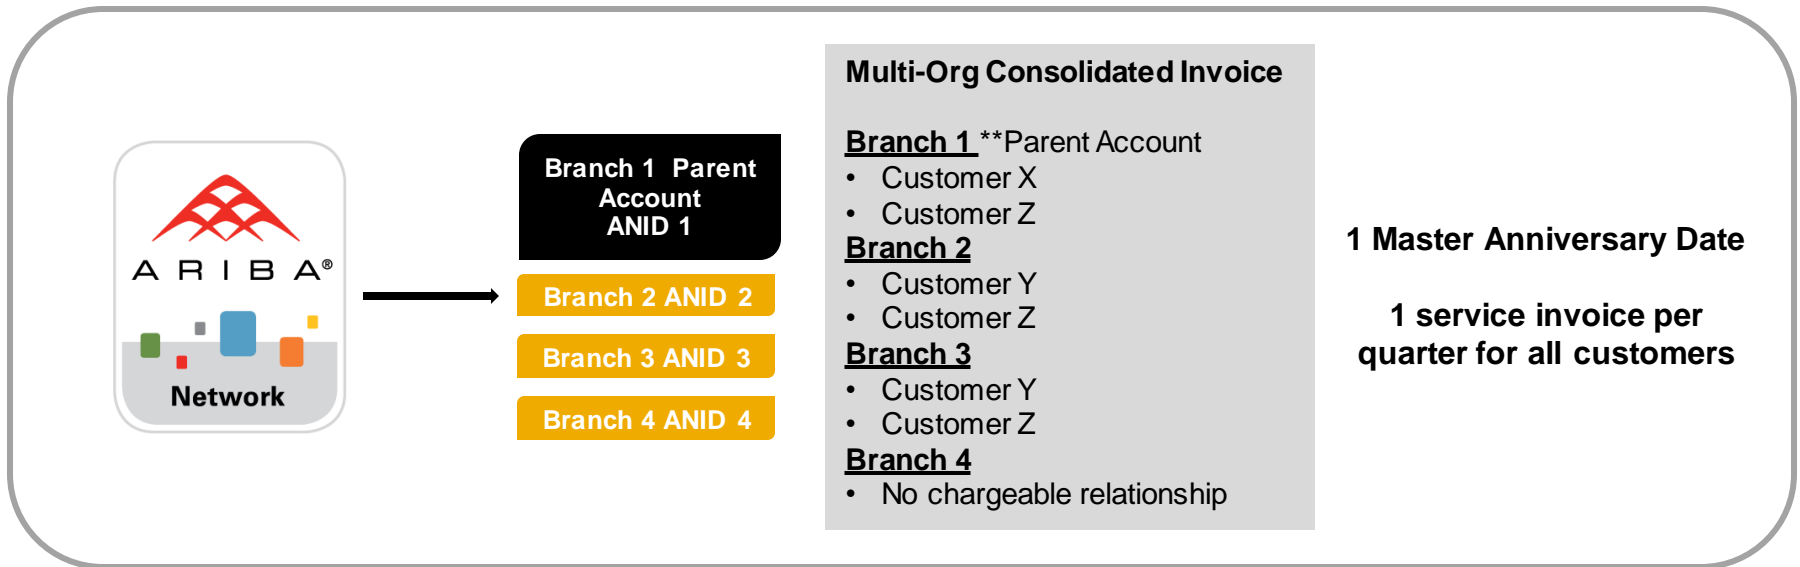 ARIBA®
Network
Branch 1 Parent
Account
ANID 1
Branch 2 ANID 2
Branch 3 ANID 3
Branch 4 ANID 4
Multi-Org Consolidated Invoice
Branch 1 **Parent Account
• Customer X
• Customer Z
Branch 2
• Customer Y
• Customer Z
Branch 3
• Customer Y
• Customer Z
Branch 4
• No chargeable relationship
1 Master Anniversary Date
1 service invoice per
quarter for all customers